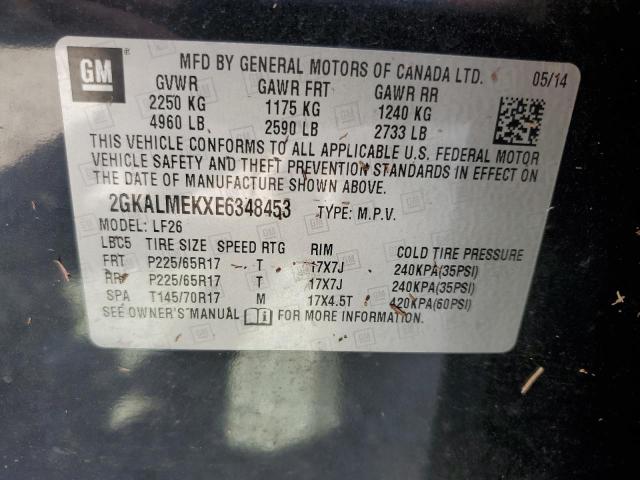 GM
MFD BY GENERAL MOTORS OF CANADA LTD. 05/14
GVWR GAWR FRT GAWR RR
2250 KG 1175 KG 1240 KG
4960 LB 2590 LB 2733 LB
THIS VEHICLE CONFORMS TO ALL APPLICABLE U.S. FEDERAL MOTOR
VEHICLE SAFETY AND THEFT PREVENTION STANDARDS IN EFFECT ON
THE DATE OF MANUFACTURE SHOWN ABOVE.
2GKALMEKXE6348453 TYPE: M.P.V.
MODEL: LF26
LBC5 TIRE SIZE SPEED RTG RIM COLD TIRE PRESSURE
FRT P225/65R17 T 17X7J 240KPA(35PSI)
RR P225/65R17 T 17X7J 240KPA(35PSI)
SPA T145/70R17 M 17X4.5T 420KPA(60PSI)
SEE OWNER'S MANUAL FOR MORE INFORMATION.